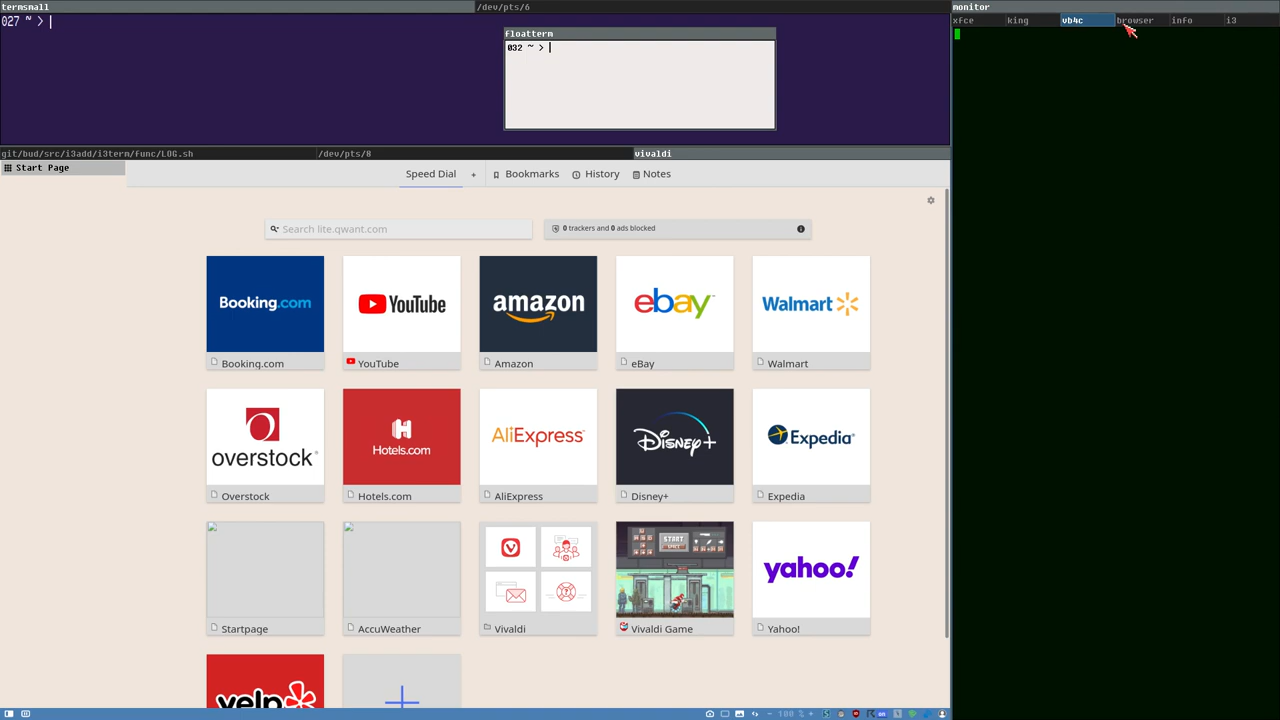 termsmall
/dev/pts/6
monitor
xfce
king
vb4c
browser
info
i3
027 ~ >
floatterm
032 ~ >
git/bud/src/i3add/i3term/func/LOG.sh
/dev/pts/8
vivaldi
Start Page
Speed Dial
+
Bookmarks
History
Notes
Search lite.qwant.com
0 trackers and 0 ads blocked
Booking.com
YouTube
amazon
ebay
Walmart
Booking.com
YouTube
Amazon
eBay
Walmart
overstock
Hotels.com
AliExpress
Disney+
Expedia
Overstock
Hotels.com
AliExpress
Disney+
Expedia
START
yahoo!
Startpage
AccuWeather
Vivaldi
Vivaldi Game
Yahoo!
yelp
100 %